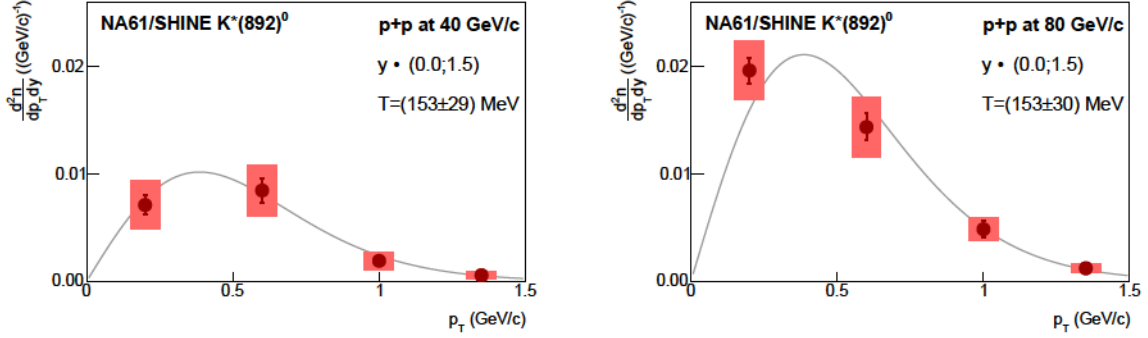 NA61/SHINE K*(892)⁰ p+p at 40 GeV/c
y • (0.0;1.5)
T=(153±29) MeV
d²n/dp_T dy ((GeV/c)⁻¹)
0.02
0.01
0.00
0 0.5 1 1.5
p_T (GeV/c)
NA61/SHINE K*(892)⁰ p+p at 80 GeV/c
y • (0.0;1.5)
T=(153±30) MeV
d²n/dp_T dy ((GeV/c)⁻¹)
0.02
0.01
0.00
0 0.5 1 1.5
p_T (GeV/c)